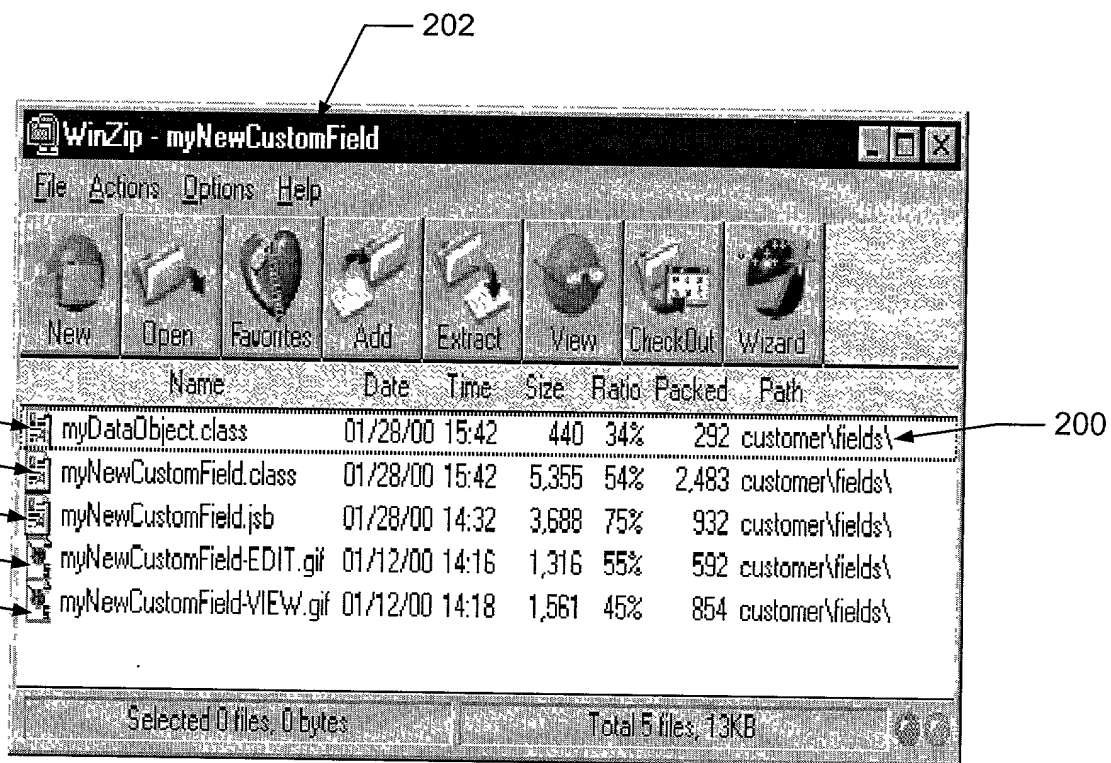 202
WinZip - myNewCustomField
File Actions Options Help
New Open Favorites Add Extract View CheckOut Wizard
Name Date Time Size Ratio Packed Path
myDataObject.class 01/28/00 15:42 440 34% 292 customer\fields\
200
myNewCustomField.class 01/28/00 15:42 5,355 54% 2,483 customer\fields\
myNewCustomField.jsb 01/28/00 14:32 3,688 75% 932 customer\fields\
myNewCustomField-EDIT.gif 01/12/00 14:16 1,316 55% 592 customer\fields\
myNewCustomField-VIEW.gif 01/12/00 14:18 1,561 45% 854 customer\fields\
Selected 0 files, 0 bytes Total 5 files, 13KB